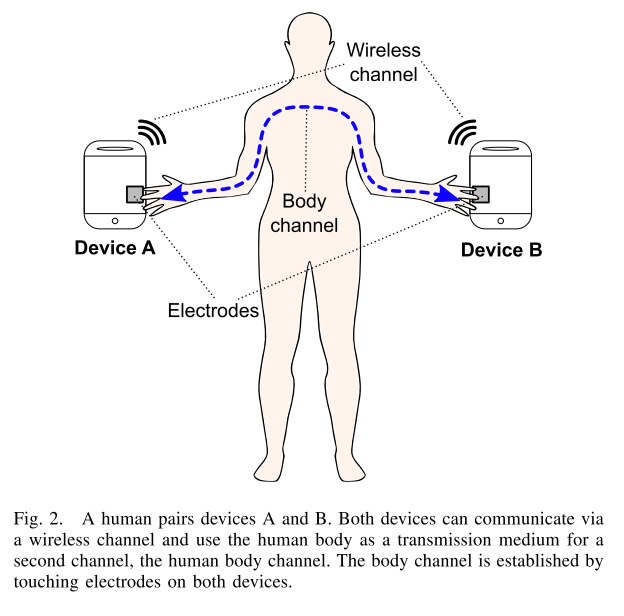 Wireless
channel
Body
channel
Device A
Device B
Electrodes
Fig. 2. A human pairs devices A and B. Both devices can communicate via
a wireless channel and use the human body as a transmission medium for a
second channel, the human body channel. The body channel is established by
touching electrodes on both devices.